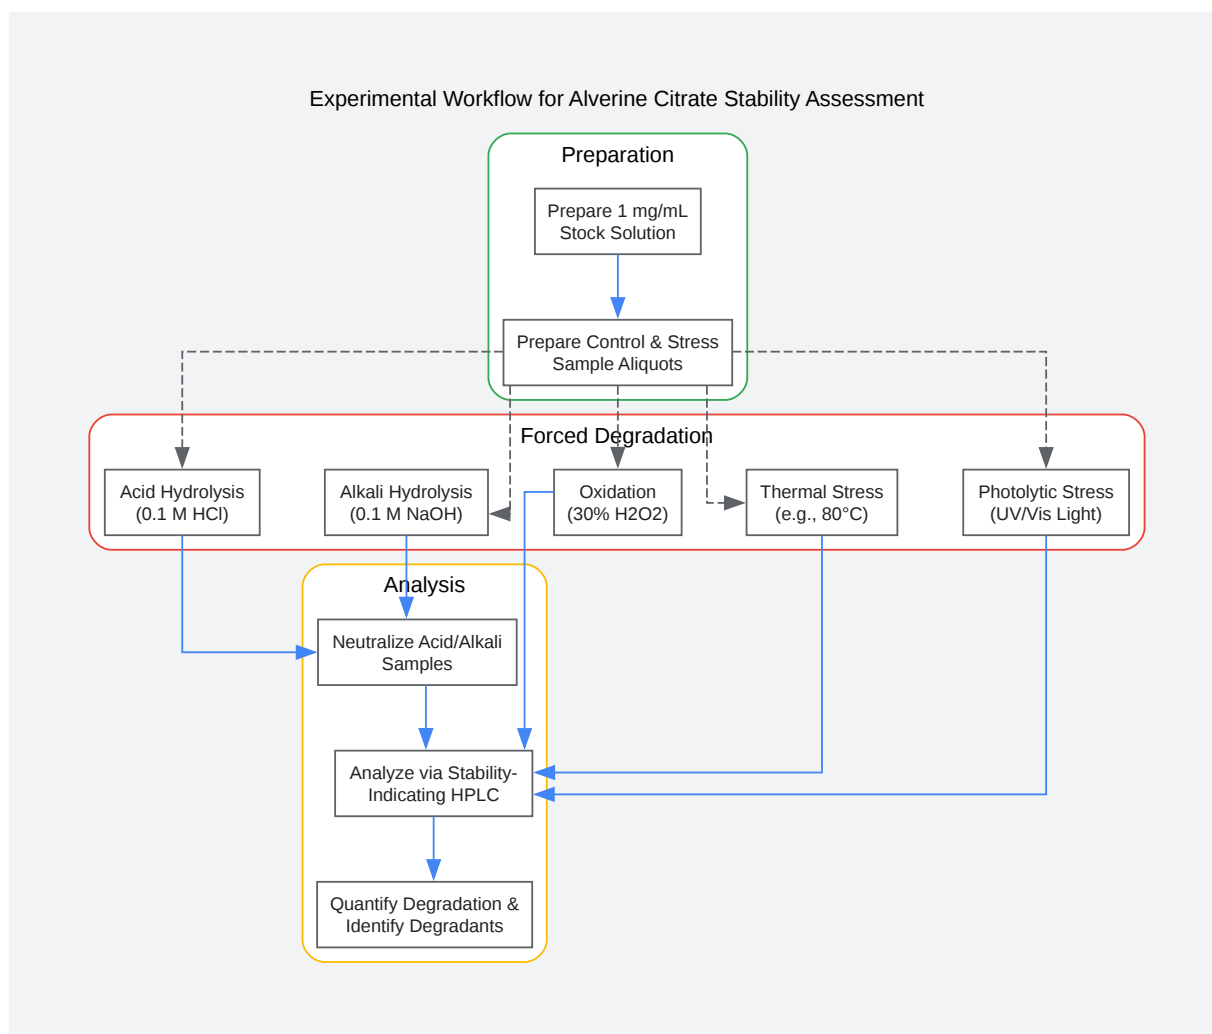 Experimental Workflow for Alverine Citrate Stability Assessment
Preparation
Prepare 1 mg/mL
Stock Solution
Prepare Control & Stress
Sample Aliquots
Forced Degradation
Acid Hydrolysis
(0.1 M HCl)
Alkali Hydrolysis
(0.1 M NaOH)
Oxidation
(30% H2O2)
Thermal Stress
(e.g., 80°C)
Photolytic Stress
(UV/Vis Light)
Analysis
Neutralize Acid/Alkali
Samples
Analyze via Stability-
Indicating HPLC
Quantify Degradation &
Identify Degradants